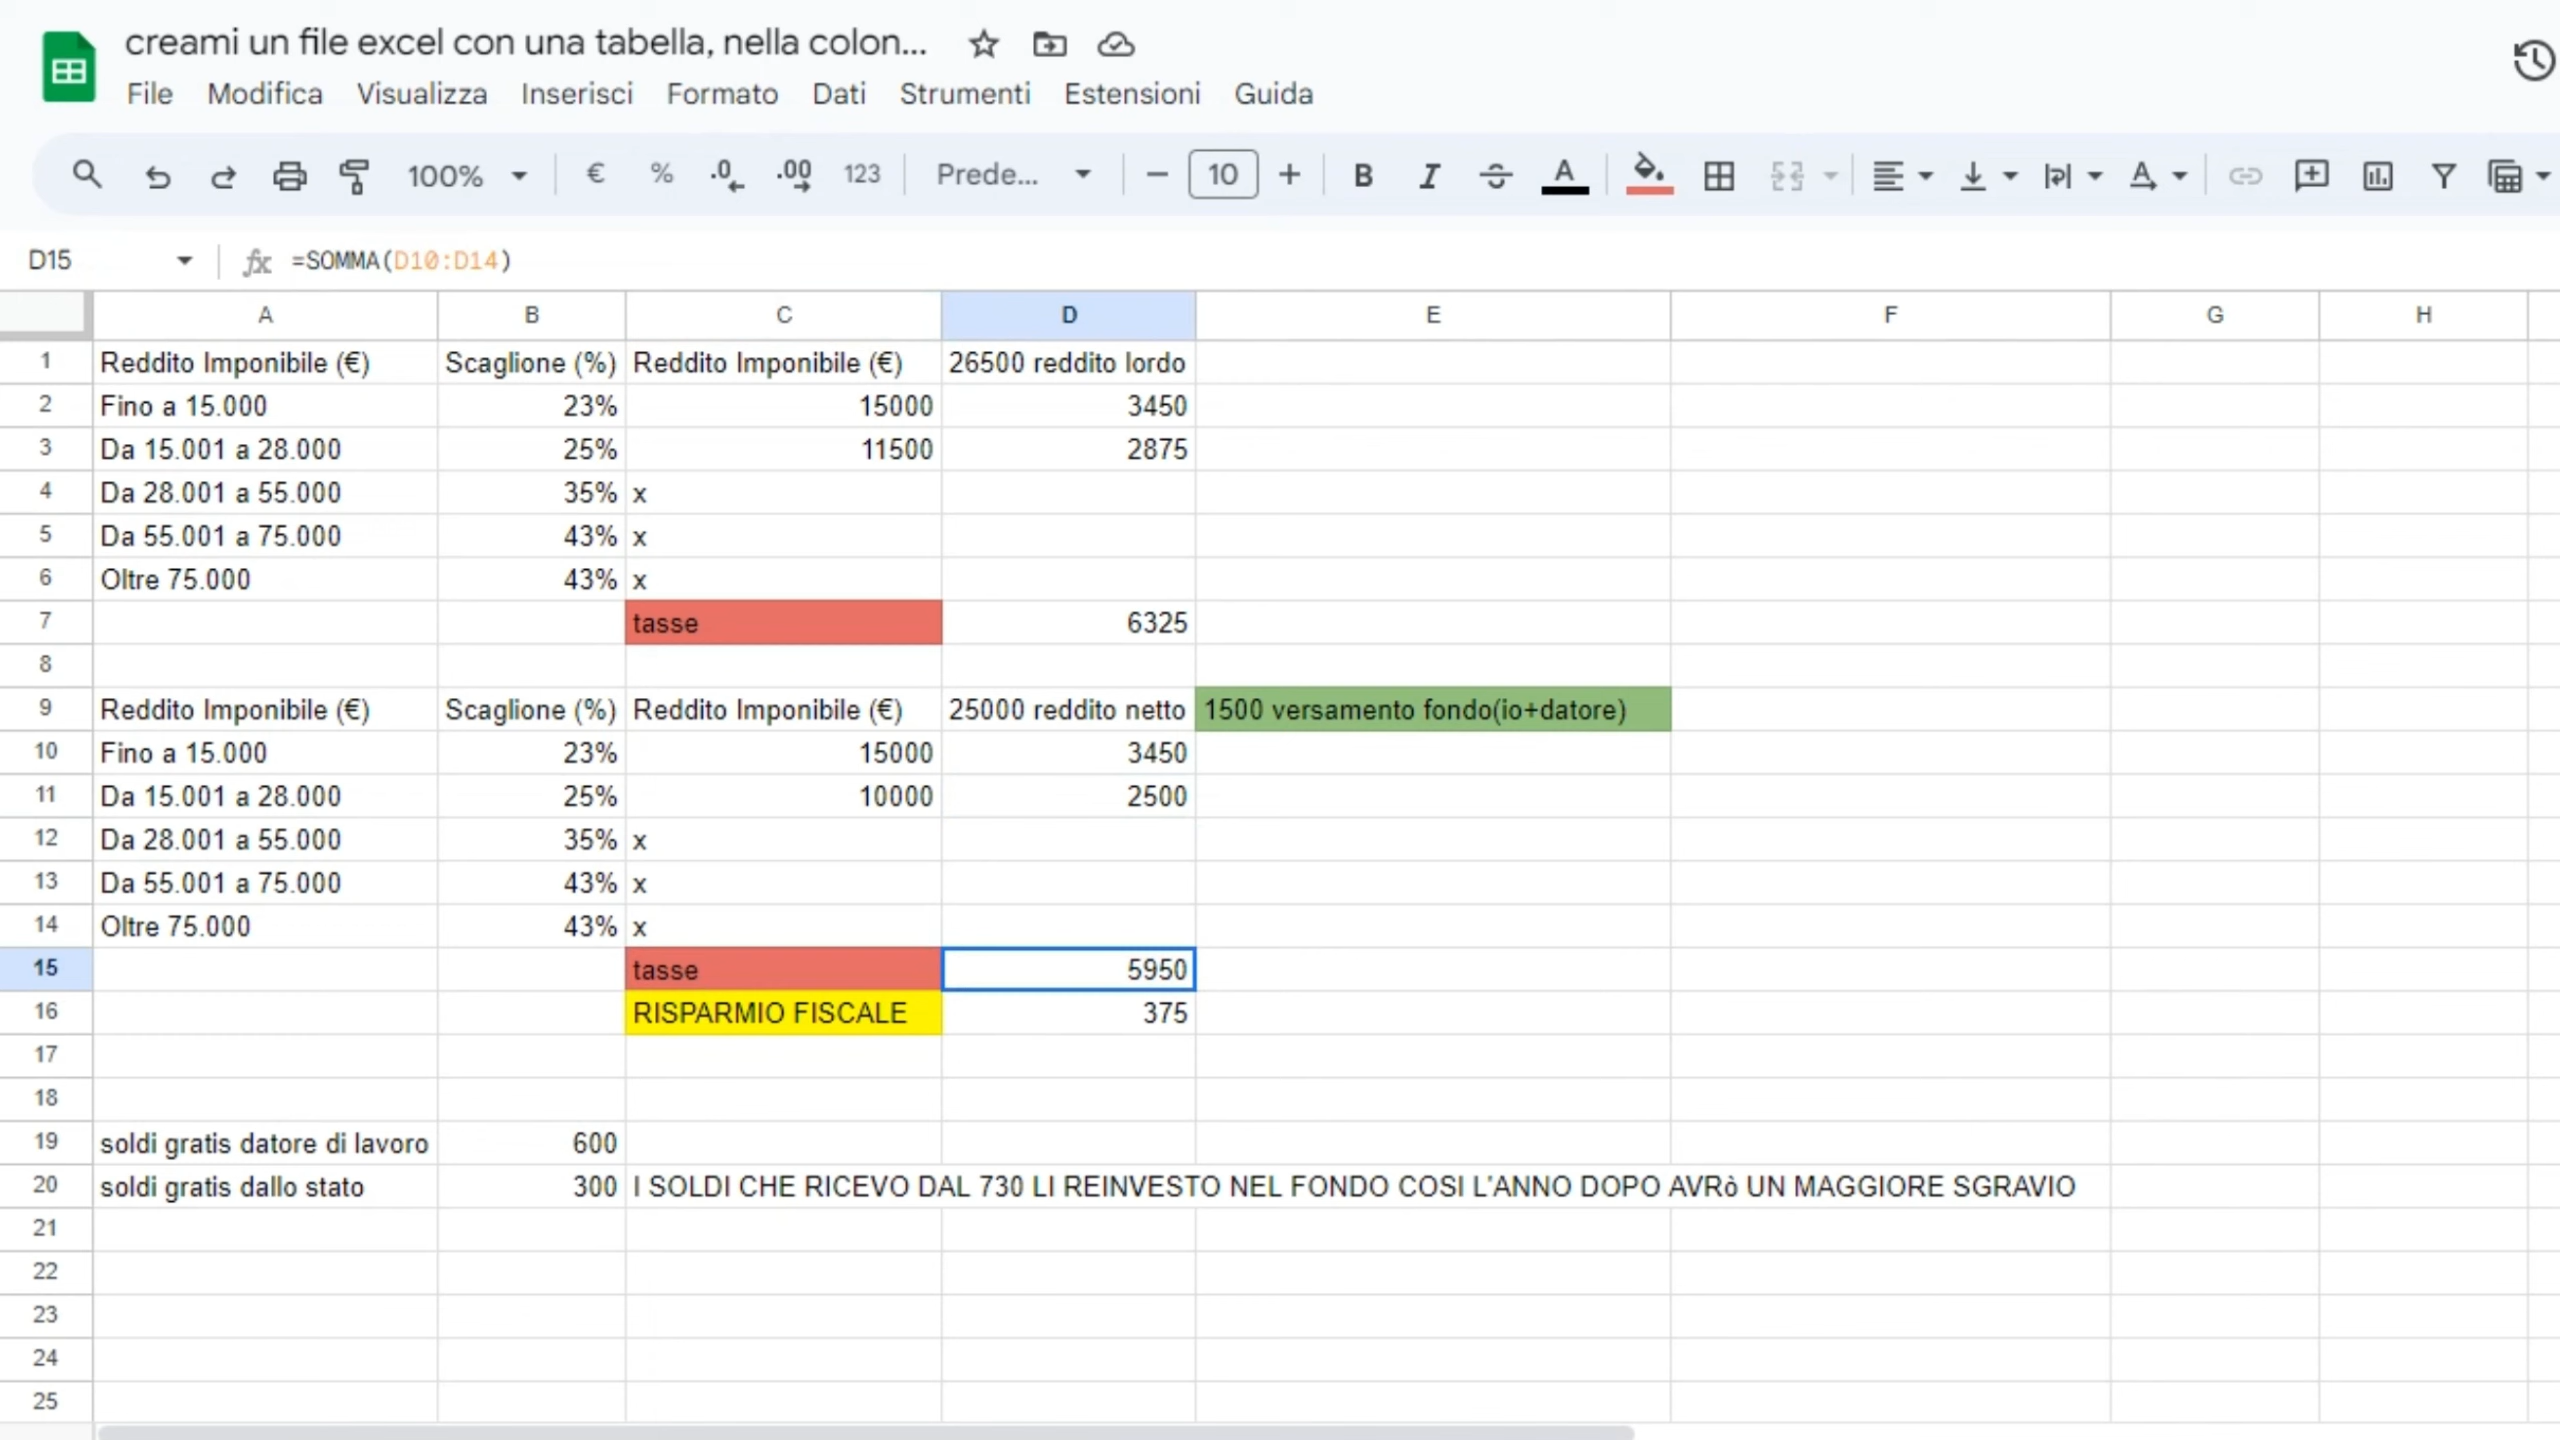 creami un file excel con una tabella, nella colon...
File Modifica Visualizza Inserisci Formato Dati Strumenti Estensioni Guida
100% € % .0 .00 123 Prede... 10 B I A A
D15 fx =SOMMA(D10:D14)
A B C D E F G H
1 Reddito Imponibile (€) Scaglione (%) Reddito Imponibile (€) 26500 reddito lordo
2 Fino a 15.000 23% 15000 3450
3 Da 15.001 a 28.000 25% 11500 2875
4 Da 28.001 a 55.000 35% x
5 Da 55.001 a 75.000 43% x
6 Oltre 75.000 43% x
7 tasse 6325
8
9 Reddito Imponibile (€) Scaglione (%) Reddito Imponibile (€) 25000 reddito netto 1500 versamento fondo(io+datore)
10 Fino a 15.000 23% 15000 3450
11 Da 15.001 a 28.000 25% 10000 2500
12 Da 28.001 a 55.000 35% x
13 Da 55.001 a 75.000 43% x
14 Oltre 75.000 43% x
15 tasse 5950
16 RISPARMIO FISCALE 375
17
18
19 soldi gratis datore di lavoro 600
20 soldi gratis dallo stato 300 I SOLDI CHE RICEVO DAL 730 LI REINVESTO NEL FONDO COSI L'ANNO DOPO AVRò UN MAGGIORE SGRAVIO
21
22
23
24
25